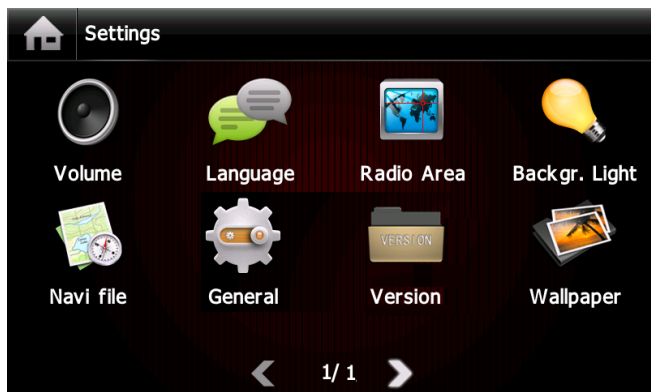 Settings
Volume Language Radio Area Backgr. Light
VERSION
Navi file General Version Wallpaper
1/ 1